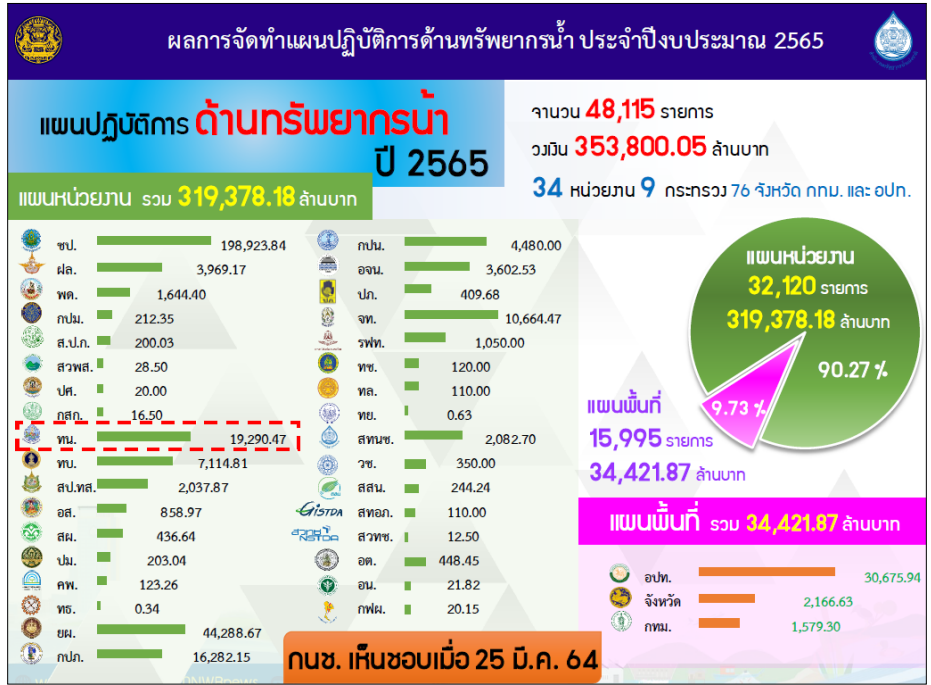 ผลการจัดทำแผนปฏิบัติการด้านทรัพยากรน้ำ ประจำปีงบประมาณ 2565
แผนปฏิบัติการ ด้านทรัพยากรน้ำ
ปี 2565
จำนวน 48,115 รายการ
วงเงิน 353,800.05 ล้านบาท
34 หน่วยงาน 9 กระทรวง 76 จังหวัด กทม. และ อปท.
แผนหน่วยงาน รวม 319,378.18 ล้านบาท
ชป. 198,923.84
ฝล. 3,969.17
พด. 1,644.40
กปม. 212.35
ส.ป.ก. 200.03
สวพส. 28.50
ปศ. 20.00
กสก. 16.50
ทน. 19,290.47
ทบ. 7,114.81
สป.ทส. 2,037.87
อส. 858.97
สผ. 436.64
ปม. 203.04
คพ. 123.26
ทธ. 0.34
ยผ. 44,288.67
กปภ. 16,282.15
กปน. 4,480.00
อจน. 3,602.53
ปภ. 409.68
จท. 10,664.47
รฟท. 1,050.00
ทช. 120.00
ทล. 110.00
ทย. 0.63
สทนช. 2,082.70
วช. 350.00
สสน. 244.24
GISTDA สทอภ. 110.00
สวทช NSTDA สวทช. 12.50
อต. 448.45
อน. 21.82
กฟผ. 20.15
แผนหน่วยงาน
32,120 รายการ
319,378.18 ล้านบาท
90.27 %
9.73 %
แผนพื้นที่
15,995 รายการ
34,421.87 ล้านบาท
แผนพื้นที่ รวม 34,421.87 ล้านบาท
อปท. 30,675.94
จังหวัด 2,166.63
กทม. 1,579.30
กนช. เห็นชอบเมื่อ 25 มี.ค. 64